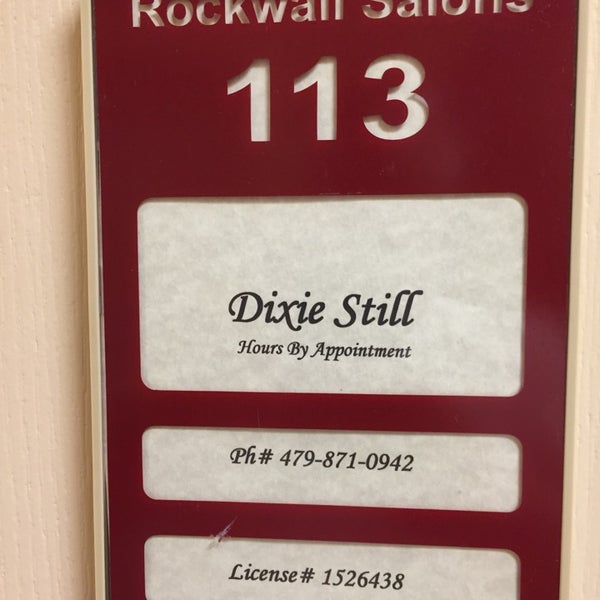 Rockwall Salons
113
Dixie Still
Hours By Appointment
Ph# 479-871-0942
License# 1526438